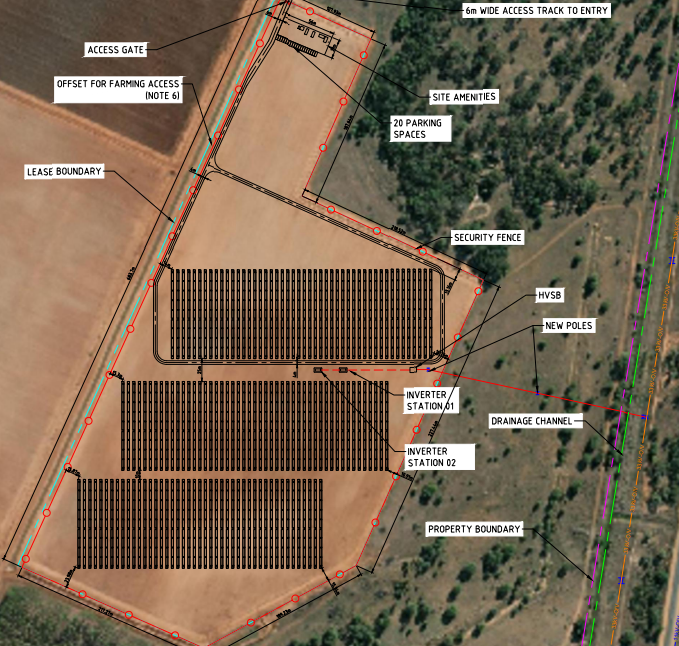 6m WIDE ACCESS TRACK TO ENTRY
ACCESS GATE
OFFSET FOR FARMING ACCESS
(NOTE 6)
SITE AMENITIES
20 PARKING
SPACES
LEASE BOUNDARY
SECURITY FENCE
HVSB
NEW POLES
INVERTER
STATION 01
DRAINAGE CHANNEL
INVERTER
STATION 02
PROPERTY BOUNDARY